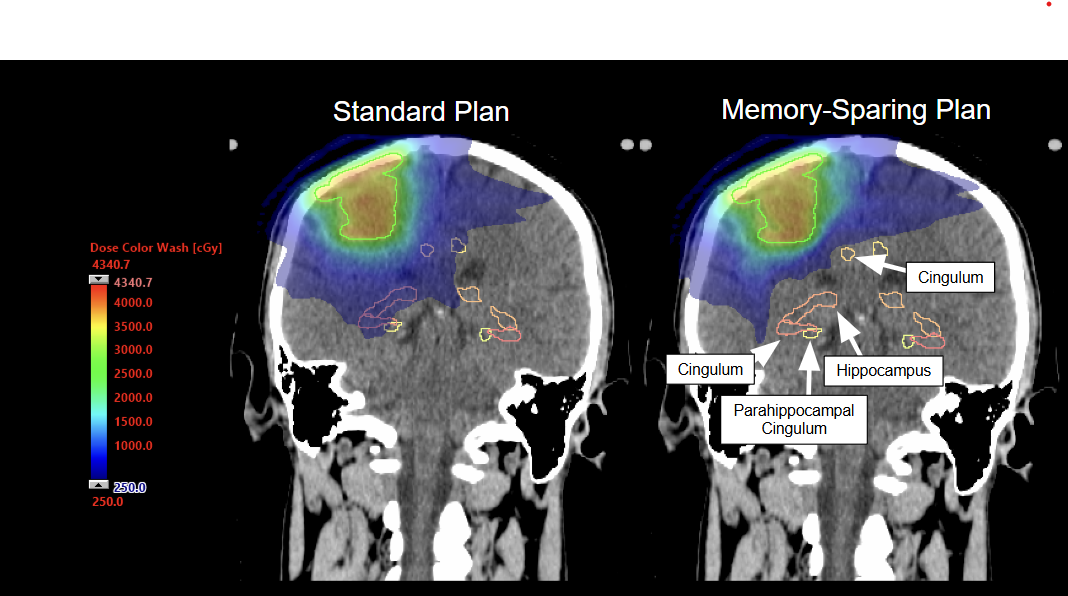 Standard Plan
Memory-Sparing Plan
Dose Color Wash [cGy]
4340.7
4340.7
4000.0
3500.0
3000.0
2500.0
2000.0
1500.0
1000.0
250.0
250.0
Cingulum
Cingulum
Hippocampus
Parahippocampal
Cingulum